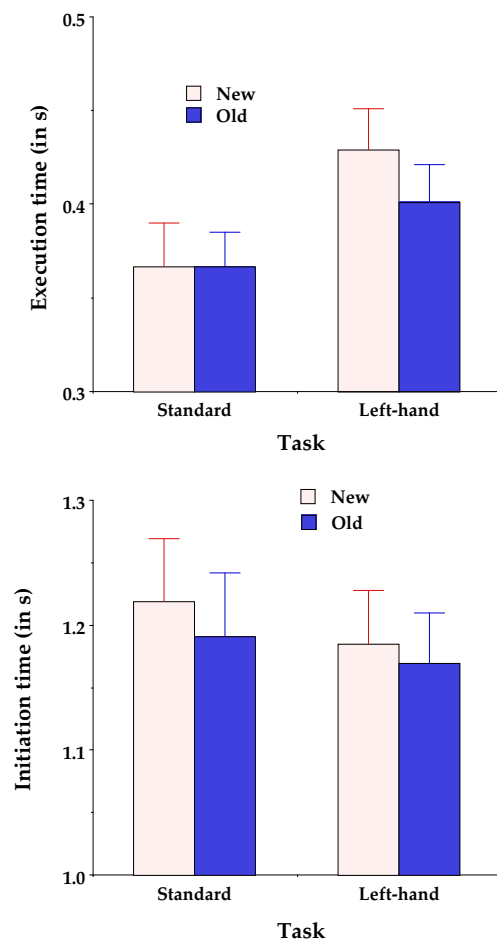 0.5
New
Old
0.4
0.3
Execution time (in s)
Standard Left-hand
Task
1.3
New
Old
1.2
1.1
1.0
Initiation time (in s)
Standard Left-hand
Task